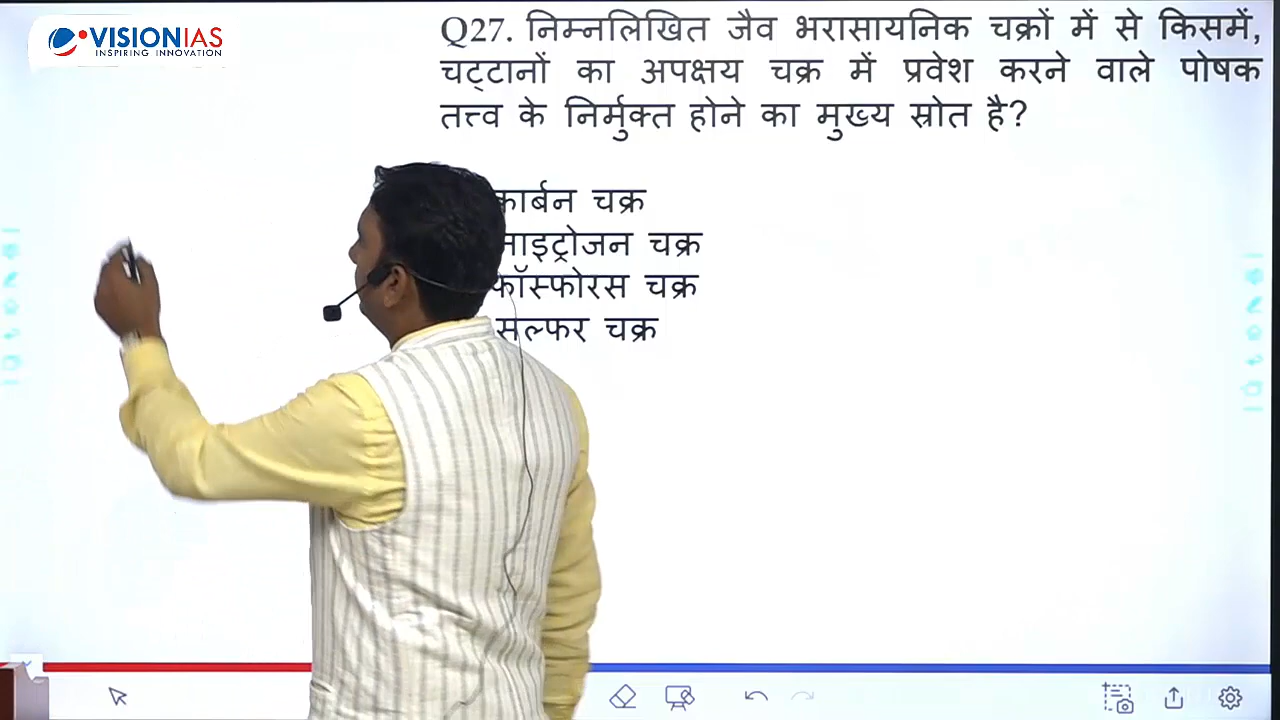 VISIONIAS
INSPIRING INNOVATION
Q27. निम्नलिखित जैव भरासायनिक चक्रों में से किसमें,
चट्टानों का अपक्षय चक्र में प्रवेश करने वाले पोषक
तत्त्व के निर्मुक्त होने का मुख्य स्रोत है?
कार्बन चक्र
नाइट्रोजन चक्र
फॉस्फोरस चक्र
सल्फर चक्र